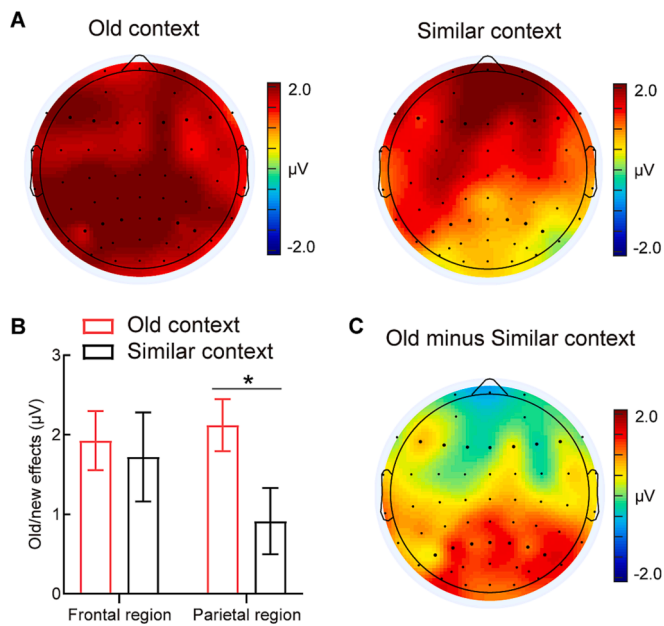 A
Old context
Similar context
2.0
μV
-2.0
2.0
μV
-2.0
B
Old context
Similar context
Old/new effects (μV)
3
2
1
0
*
Frontal region
Parietal region
C
Old minus Similar context
2.0
μV
-2.0